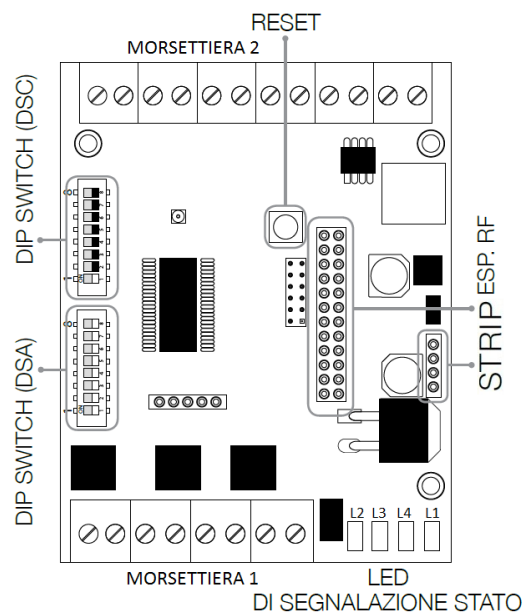 RESET
MORSETTIERA 2
DIP SWITCH (DSC)
DIP SWITCH (DSA)
STRIP ESP. RF
L2 L3 L4 L1
MORSETTIERA 1
LED
DI SEGNALAZIONE STATO